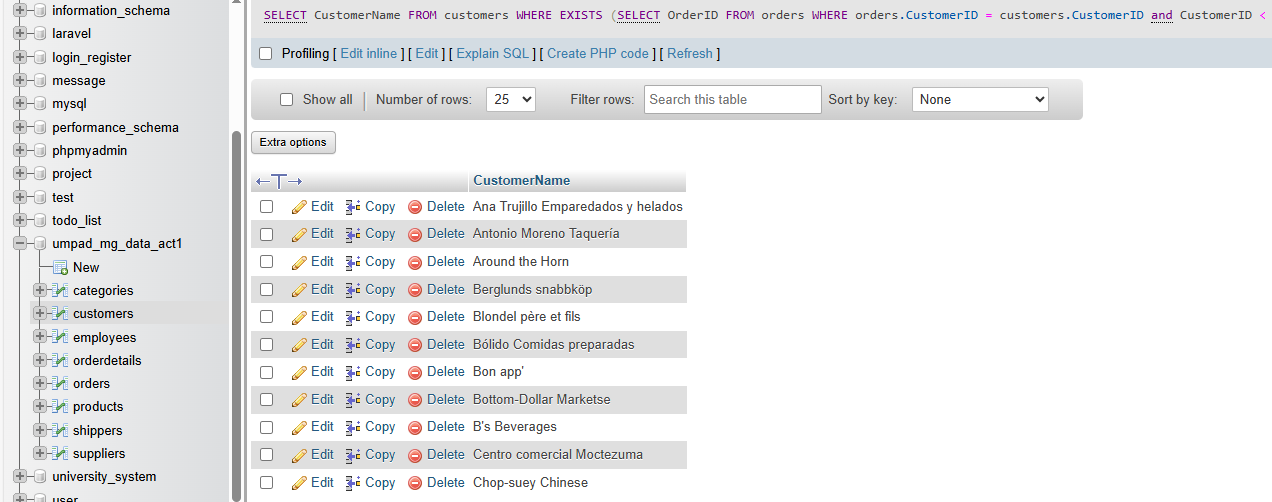 information_schema
laravel
login_register
message
mysql
performance_schema
phpmyadmin
project
test
todo_list
umpad_mg_data_act1
New
categories
customers
employees
orderdetails
orders
products
shippers
suppliers
university_system
user
SELECT CustomerName FROM customers WHERE EXISTS (SELECT OrderID FROM orders WHERE orders.CustomerID = customers.CustomerID and CustomerID <
Profiling [ Edit inline ] [ Edit ] [ Explain SQL ] [ Create PHP code ] [ Refresh ]
Show all | Number of rows: 25 Filter rows: Search this table Sort by key: None
Extra options
←T→ CustomerName
Edit Copy Delete Ana Trujillo Emparedados y helados
Edit Copy Delete Antonio Moreno Taquería
Edit Copy Delete Around the Horn
Edit Copy Delete Berglunds snabbköp
Edit Copy Delete Blondel père et fils
Edit Copy Delete Bólido Comidas preparadas
Edit Copy Delete Bon app'
Edit Copy Delete Bottom-Dollar Marketse
Edit Copy Delete B's Beverages
Edit Copy Delete Centro comercial Moctezuma
Edit Copy Delete Chop-suey Chinese